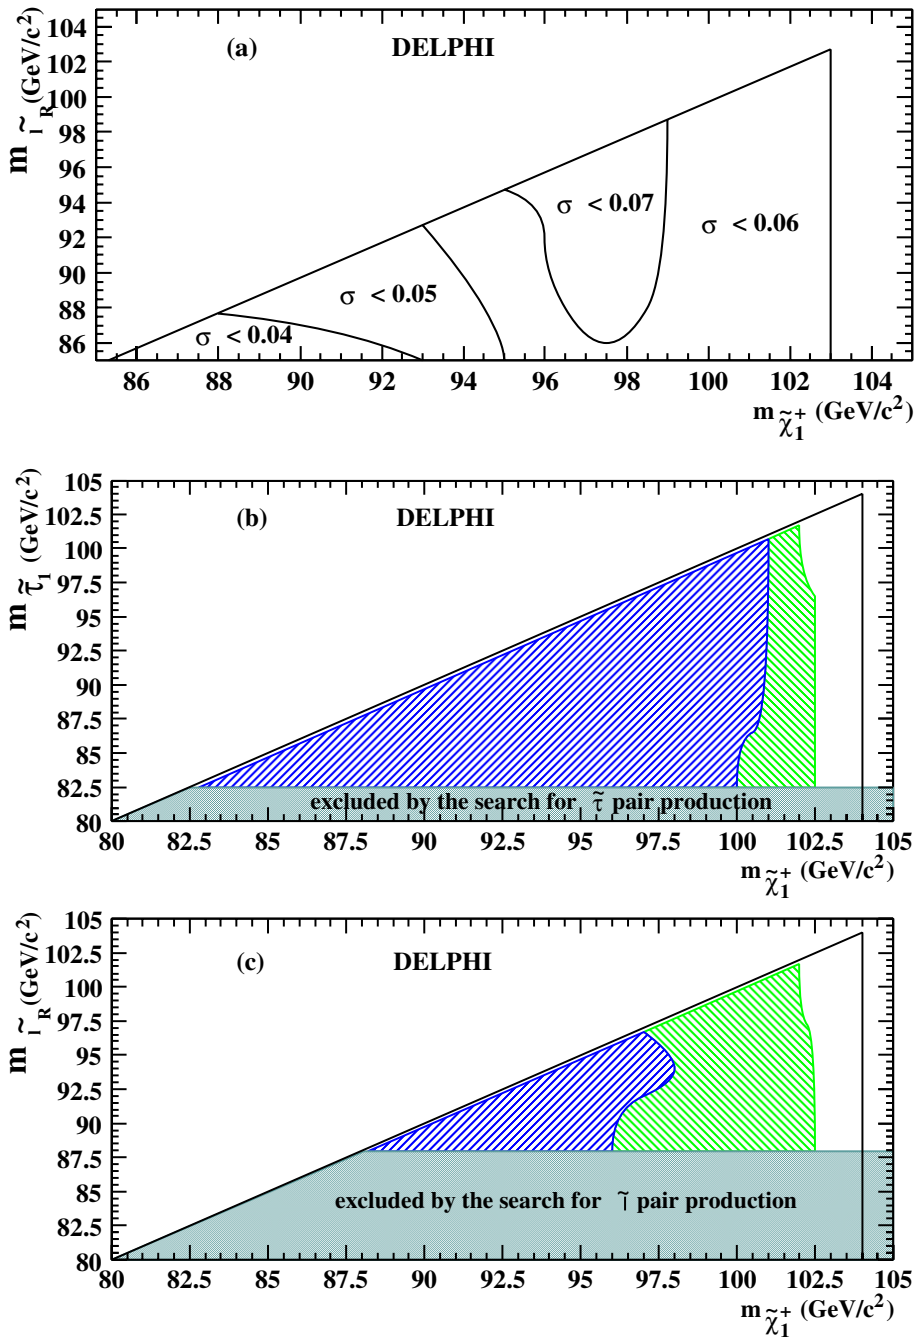 (a) DELPHI
m l̃R (GeV/c²)
104
102
100
98
96
94
92
90
88
86
σ < 0.07
σ < 0.06
σ < 0.05
σ < 0.04
86 88 90 92 94 96 98 100 102 104
m χ̃₁⁺ (GeV/c²)
(b) DELPHI
m τ̃₁ (GeV/c²)
105
102.5
100
97.5
95
92.5
90
87.5
85
82.5
80
excluded by the search for τ̃ pair production
80 82.5 85 87.5 90 92.5 95 97.5 100 102.5 105
m χ̃₁⁺ (GeV/c²)
(c) DELPHI
m l̃R (GeV/c²)
105
102.5
100
97.5
95
92.5
90
87.5
85
82.5
80
excluded by the search for l̃ pair production
80 82.5 85 87.5 90 92.5 95 97.5 100 102.5 105
m χ̃₁⁺ (GeV/c²)